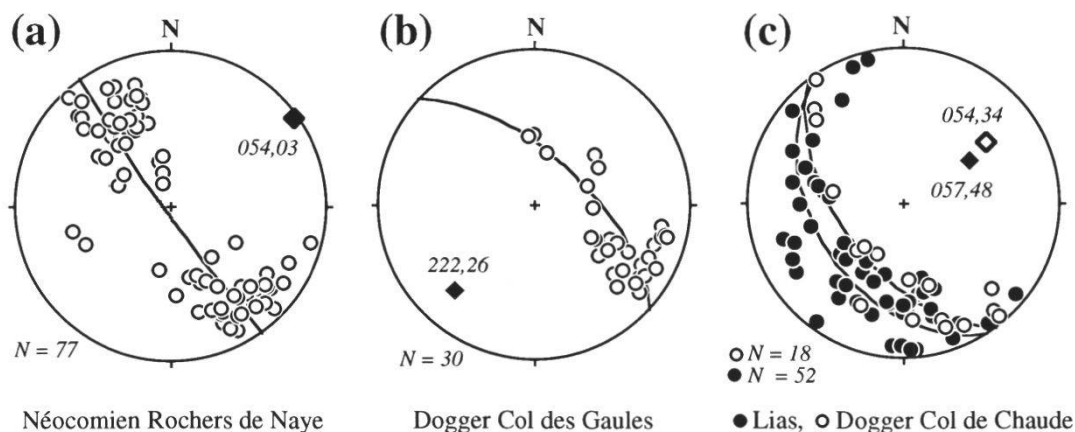 (a)
N
054,03
N = 77
Néocomien Rochers de Naye
(b)
N
222,26
N = 30
Dogger Col des Gaules
(c)
N
054,34
057,48
N = 18
N = 52
Lias, Dogger Col de Chaude